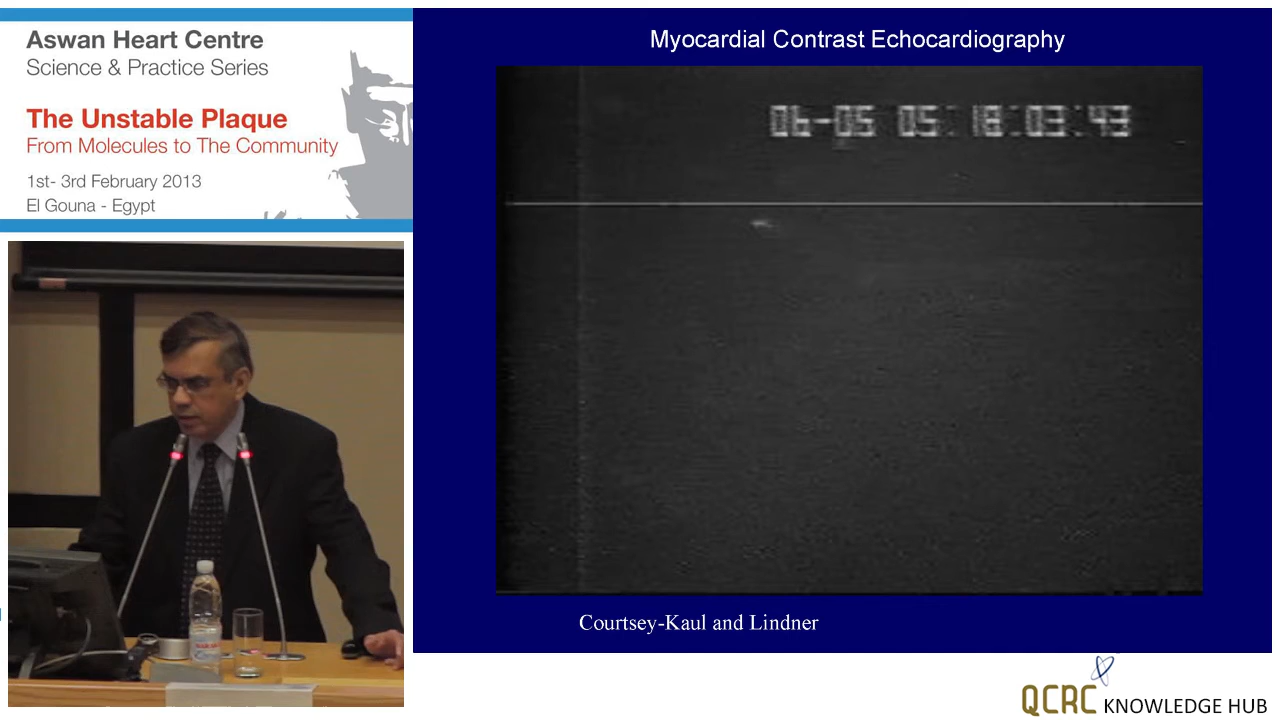 Aswan Heart Centre
Science & Practice Series
The Unstable Plaque
From Molecules to The Community
1st- 3rd February 2013
El Gouna - Egypt
Myocardial Contrast Echocardiography
06-05 05:18:03:43
Courtsey-Kaul and Lindner
QCRC KNOWLEDGE HUB